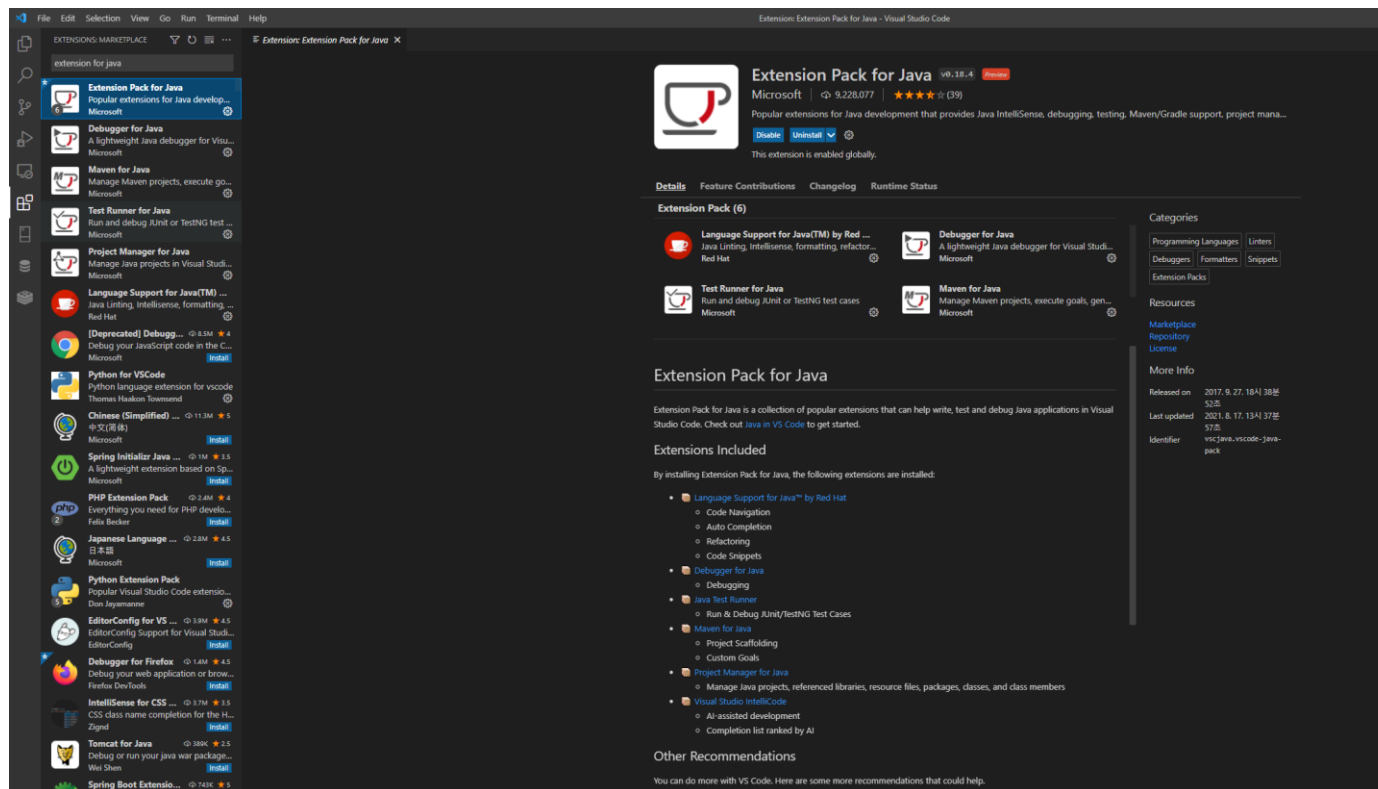 File Edit Selection View Go Run Terminal Help
Extension: Extension Pack for Java - Visual Studio Code
EXTENSIONS: MARKETPLACE
extension for java
Extension Pack for Java
Popular extensions for Java develop...
6
Microsoft
Debugger for Java
A lightweight Java debugger for Visu...
Microsoft
Maven for Java
Manage Maven projects, execute go...
Microsoft
Test Runner for Java
Run and debug JUnit or TestNG test ...
Microsoft
Project Manager for Java
Manage Java projects in Visual Studi...
Microsoft
Language Support for Java(TM) ...
Java Linting, Intellisense, formatting, ...
Red Hat
[Deprecated] Debugg... 8.5M ★ 4
Debug your JavaScript code in the C...
Microsoft Install
Python for VSCode
Python language extension for vscode
Thomas Haakon Townsend
Chinese (Simplified) ... 11.3M ★ 5
中文(简体)
Microsoft Install
Spring Initializr Java ... 1M ★ 3.5
A lightweight extension based on Sp...
Microsoft Install
PHP Extension Pack 2.4M ★ 4
Everything you need for PHP develo...
php
2
Felix Becker Install
Japanese Language ... 2.8M ★ 4.5
日本語
Microsoft Install
Python Extension Pack
Popular Visual Studio Code extensio...
5
Don Jayamanne
EditorConfig for VS ... 3.9M ★ 4.5
EditorConfig Support for Visual Studi...
EditorConfig Install
Debugger for Firefox 1.4M ★ 4.5
Debug your web application or brow...
Firefox DevTools Install
IntelliSense for CSS ... 3.7M ★ 3.5
CSS class name completion for the H...
Zignd Install
Tomcat for Java 389K ★ 2.5
Debug or run your java war package...
Wei Shen Install
Spring Boot Extensio... 743K ★ 5
Extension: Extension Pack for Java
Extension Pack for Java v0.18.4 Preview
Microsoft | 9,228,077 | ★★★★☆(39)
Popular extensions for Java development that provides Java IntelliSense, debugging, testing, Maven/Gradle support, project mana...
Disable Uninstall
This extension is enabled globally.
Details Feature Contributions Changelog Runtime Status
Extension Pack (6)
Language Support for Java(TM) by Red ...
Java Linting, Intellisense, formatting, refactor...
Red Hat
Debugger for Java
A lightweight Java debugger for Visual Studi...
Microsoft
Test Runner for Java
Run and debug JUnit or TestNG test cases
Microsoft
Maven for Java
Manage Maven projects, execute goals, gen...
Microsoft
Extension Pack for Java
Extension Pack for Java is a collection of popular extensions that can help write, test and debug Java applications in Visual
Studio Code. Check out Java in VS Code to get started.
Extensions Included
By installing Extension Pack for Java, the following extensions are installed:
Language Support for Java™ by Red Hat
Code Navigation
Auto Completion
Refactoring
Code Snippets
Debugger for Java
Debugging
Java Test Runner
Run & Debug JUnit/TestNG Test Cases
Maven for Java
Project Scaffolding
Custom Goals
Project Manager for Java
Manage Java projects, referenced libraries, resource files, packages, classes, and class members
Visual Studio IntelliCode
AI-assisted development
Completion list ranked by AI
Other Recommendations
You can do more with VS Code. Here are some more recommendations that could help.
Categories
Programming Languages Linters
Debuggers Formatters Snippets
Extension Packs
Resources
Marketplace
Repository
License
More Info
Released on 2017. 9. 27. 18시 38분
52초
Last updated 2021. 8. 17. 13시 37분
57초
Identifier vscjava.vscode-java-
pack